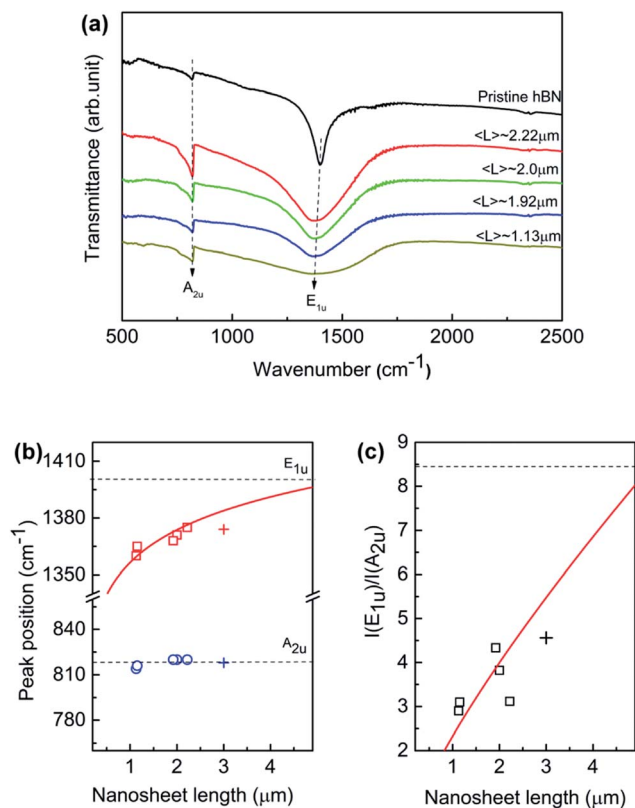 (a)
Transmittance (arb.unit)
Pristine hBN
<L>~2.22μm
<L>~2.0μm
<L>~1.92μm
<L>~1.13μm
A2u
E1u
500 1000 1500 2000 2500
Wavenumber (cm-1)
(b)
Peak position (cm-1)
1410
1380
1350
840
810
780
E1u
A2u
1 2 3 4
Nanosheet length (μm)
(c)
I(E1u)/I(A2u)
9
8
7
6
5
4
3
2
1 2 3 4
Nanosheet length (μm)